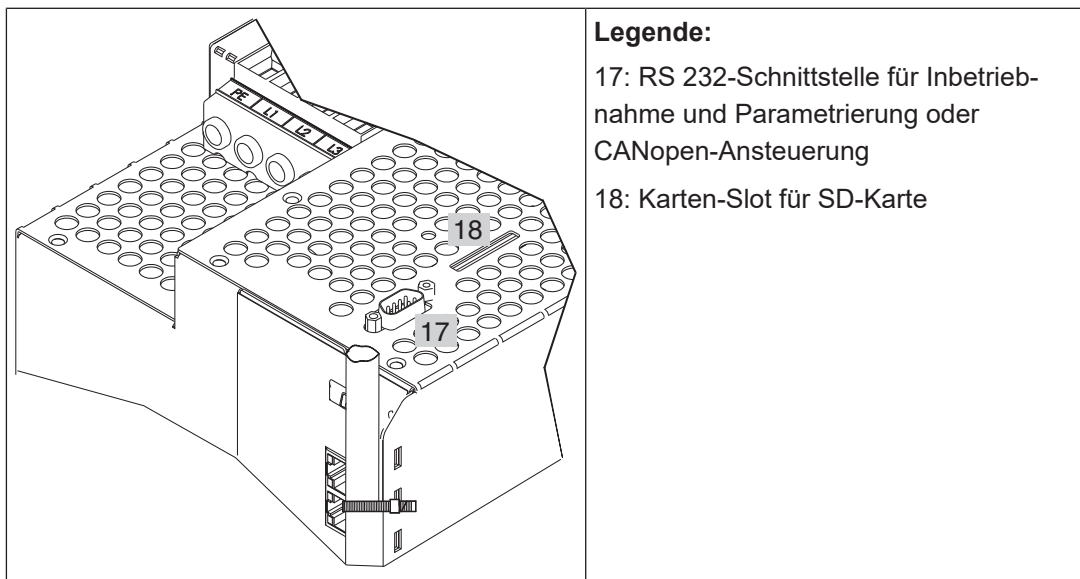 PE L1 L2 L3
18
17
Legende:
17: RS 232-Schnittstelle für Inbetrieb-
nahme und Parametrierung oder
CANopen-Ansteuerung
18: Karten-Slot für SD-Karte